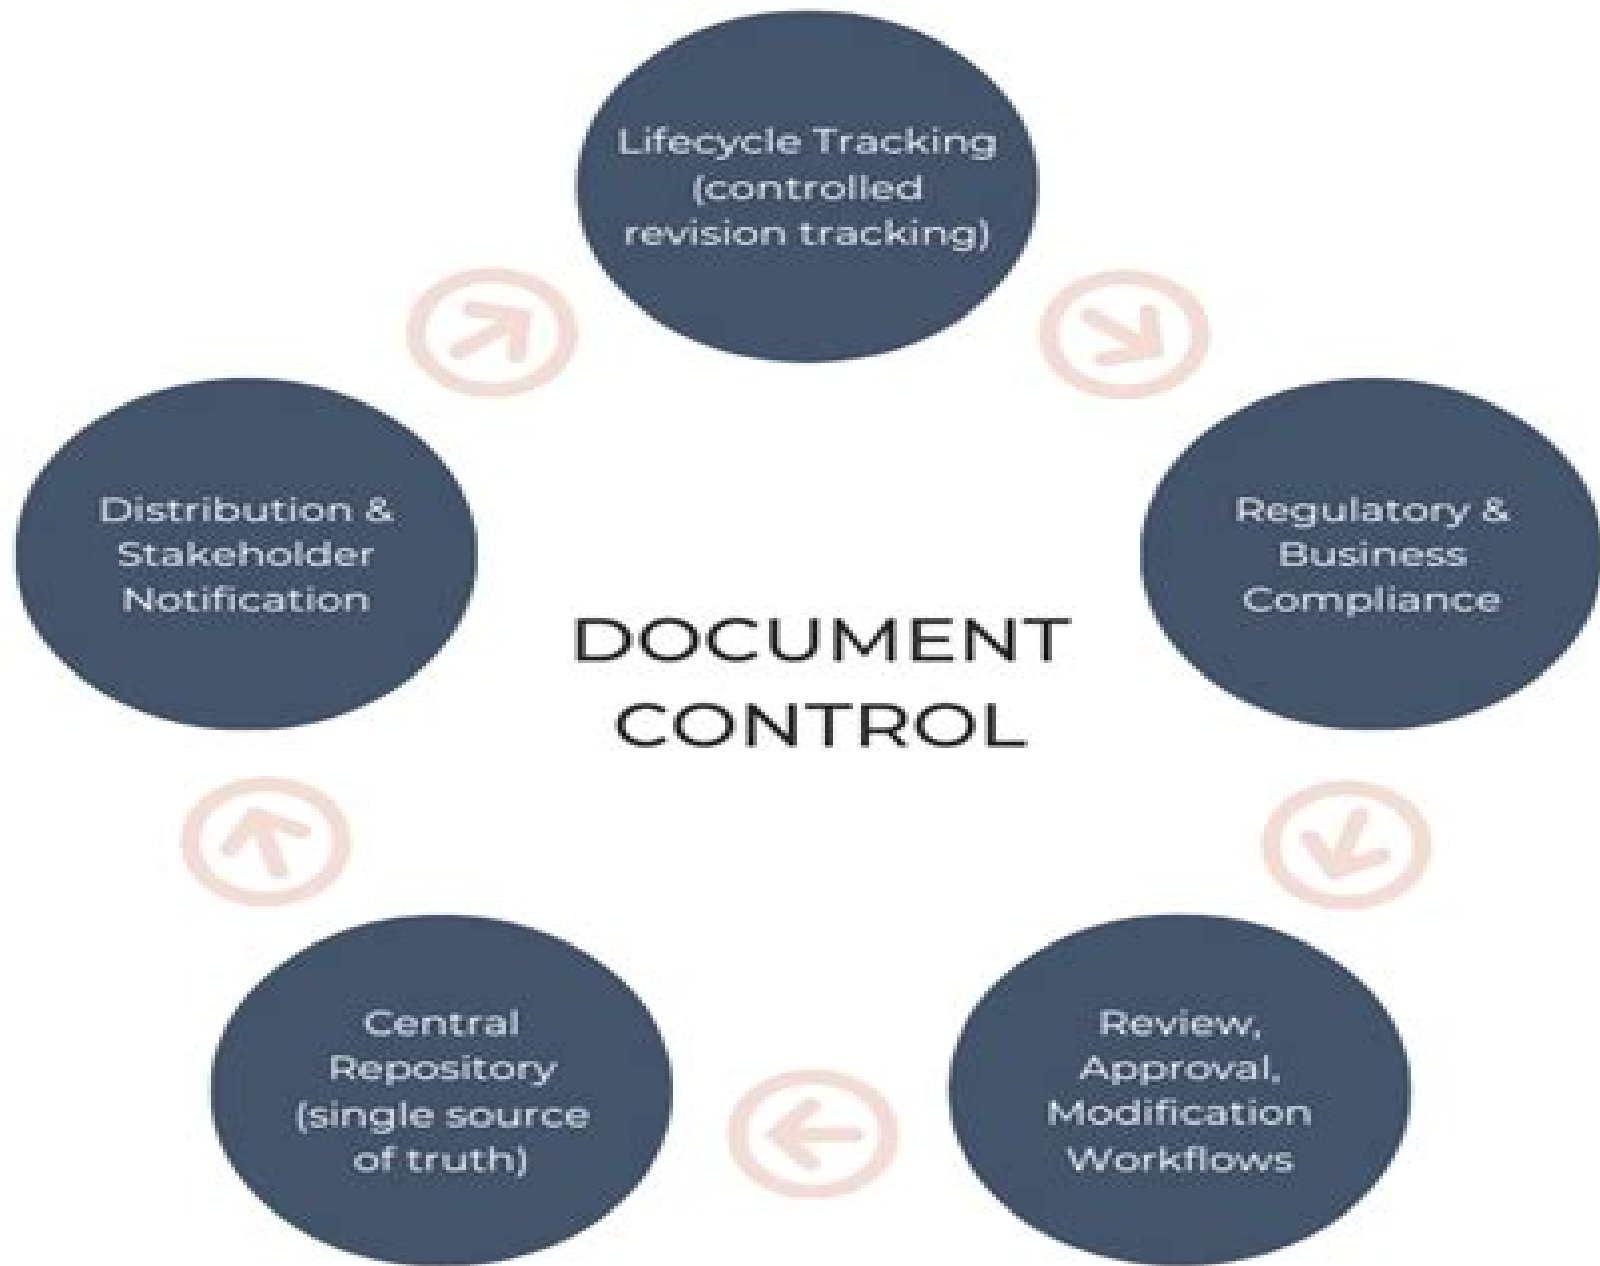 Lifecycle Tracking
(controlled
revision tracking)
Regulatory &
Business
Compliance
Review,
Approval,
Modification
Workflows
Central
Repository
(single source
of truth)
Distribution &
Stakeholder
Notification
DOCUMENT
CONTROL